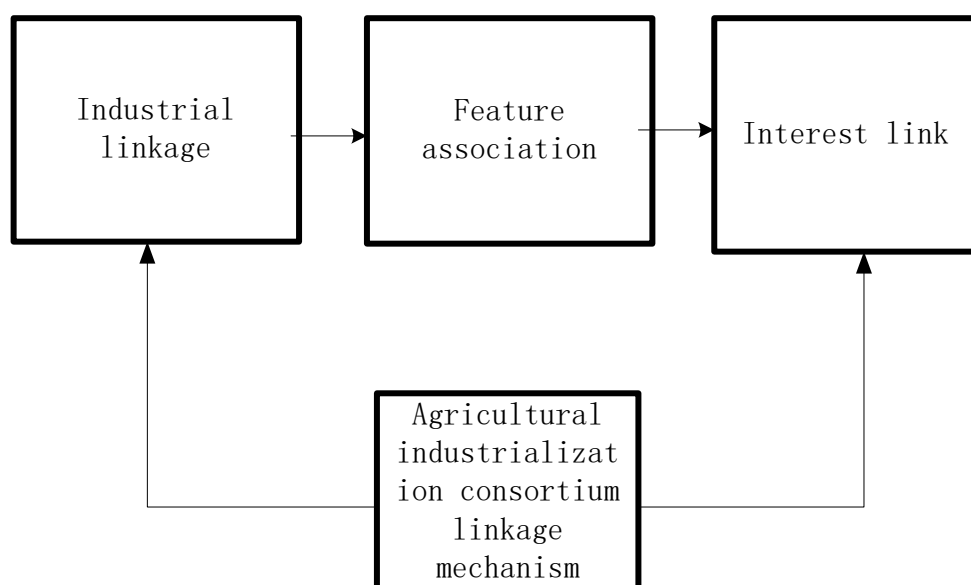 Industrial
linkage
Feature
association
Interest link
Agricultural
industrializat
ion consortium
linkage
mechanism